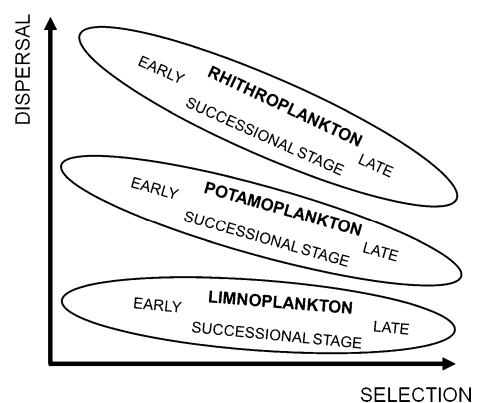 DISPERSAL
EARLY
RHITHROPLANKTON
SUCCESSIONAL STAGE
LATE
EARLY
POTAMOPLANKTON
SUCCESSIONAL STAGE
LATE
EARLY
LIMNOPLANKTON
SUCCESSIONAL STAGE
LATE
SELECTION